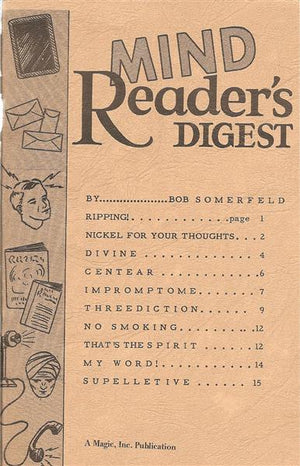 MIND
Reader's
DIGEST
BY......................BOB SOMERFELD
RIPPING!............page 1
NICKEL FOR YOUR THOUGHTS...2
DIVINE ............ 4
CENTEAR ............6
IMPROMPTOME ........ 7
THREEDICTION ....... 9
NO SMOKING..........12
THAT'S THE SPIRIT ...... 12
MY WORD!........... 14
SUPELLETIVE ....... 15
A Magic, Inc. Publication